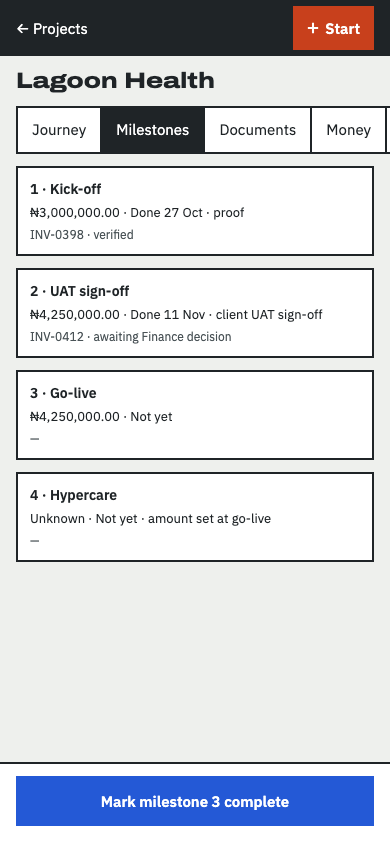 ← Projects
+ Start
Lagoon Health
Journey
Milestones
Documents
Money
1 · Kick-off
₦3,000,000.00 · Done 27 Oct · proof
INV-0398 · verified
2 · UAT sign-off
₦4,250,000.00 · Done 11 Nov · client UAT sign-off
INV-0412 · awaiting Finance decision
3 · Go-live
₦4,250,000.00 · Not yet
—
4 · Hypercare
Unknown · Not yet · amount set at go-live
—
Mark milestone 3 complete